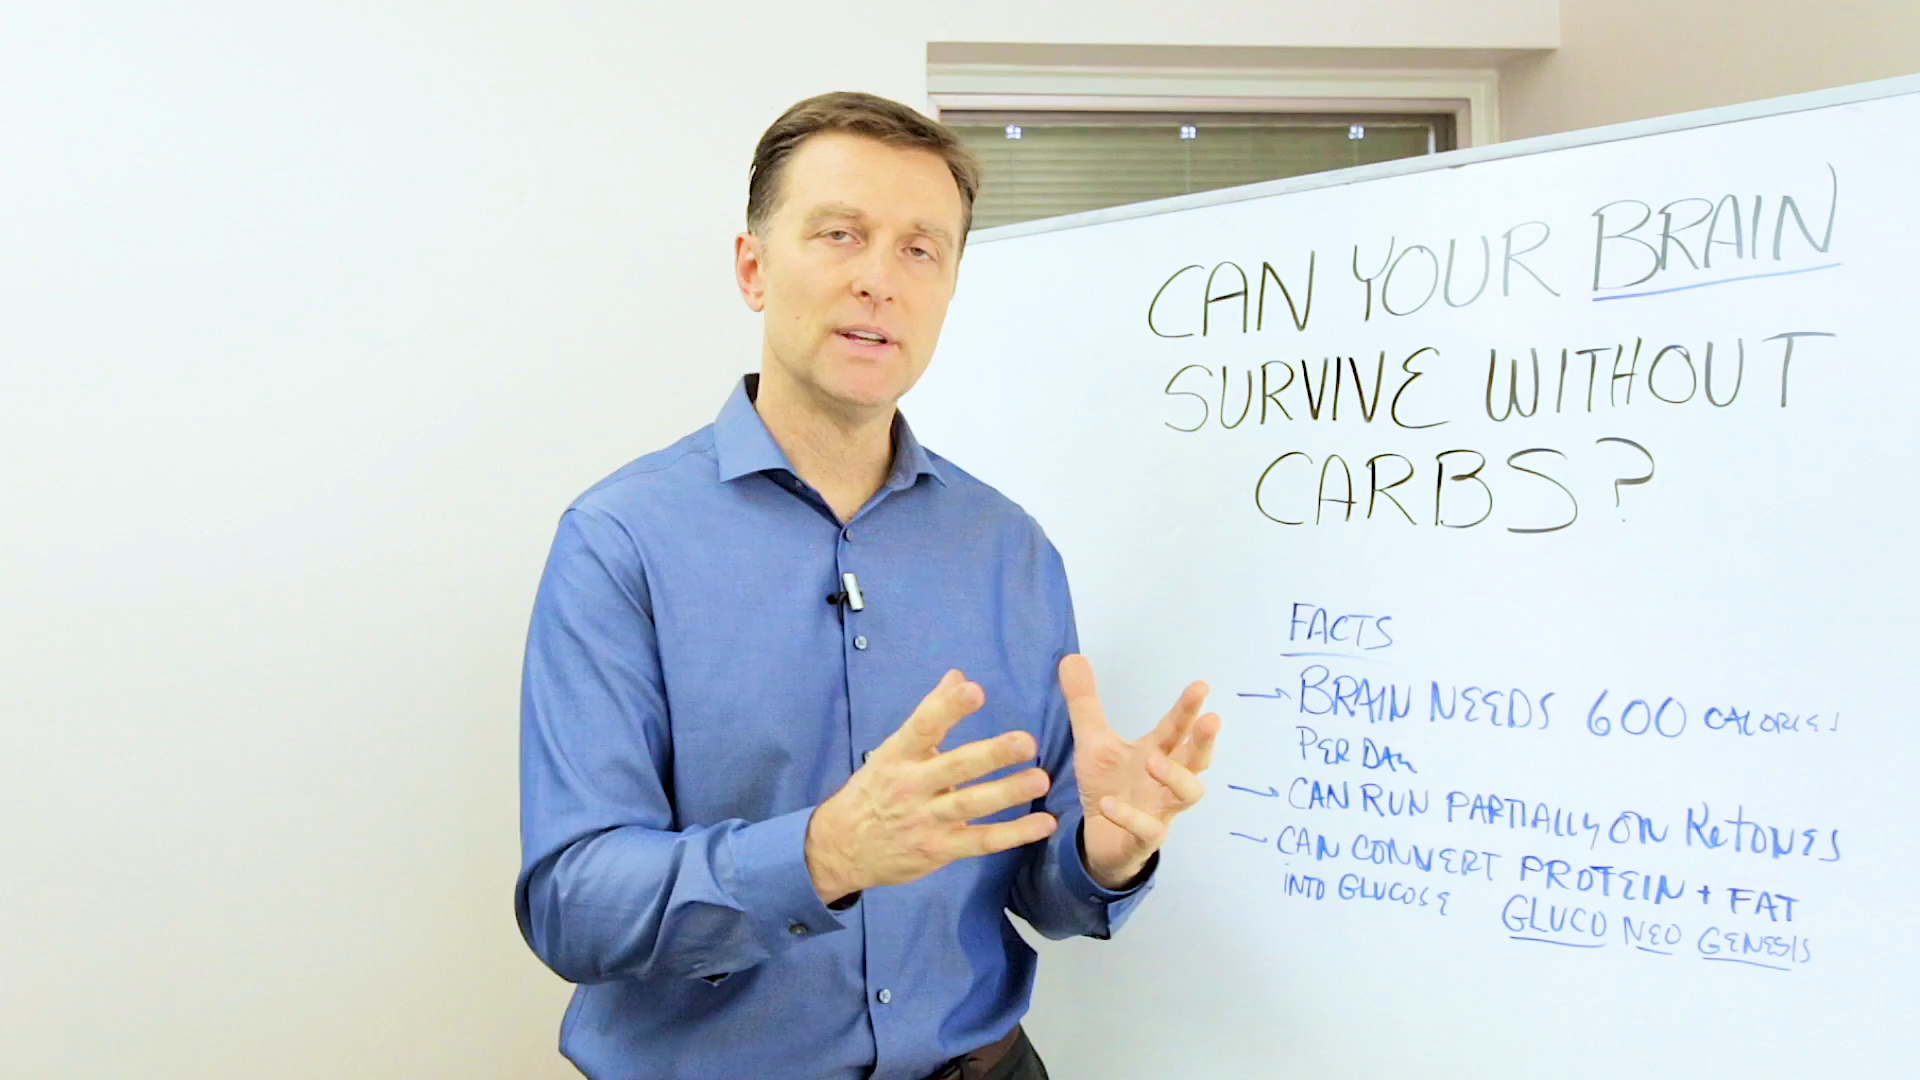 CAN YOUR BRAIN
SURVIVE WITHOUT
CARBS?
FACTS
→ BRAIN NEEDS 600 CALORIES
PER DAY
→ CAN RUN PARTIALLY ON KETONES
→ CAN CONVERT PROTEIN + FAT
INTO GLUCOSE GLUCO NEO GENESIS